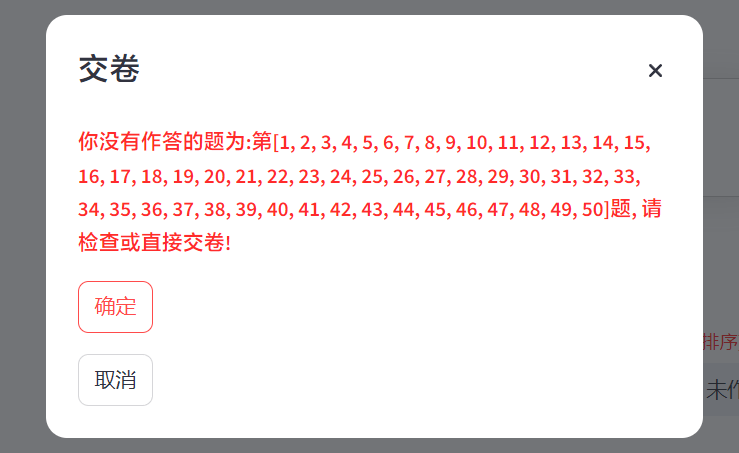 交卷
你没有作答的题为:第[1, 2, 3, 4, 5, 6, 7, 8, 9, 10, 11, 12, 13, 14, 15,
16, 17, 18, 19, 20, 21, 22, 23, 24, 25, 26, 27, 28, 29, 30, 31, 32, 33,
34, 35, 36, 37, 38, 39, 40, 41, 42, 43, 44, 45, 46, 47, 48, 49, 50]题, 请
检查或直接交卷!
确定
排序
取消
未作